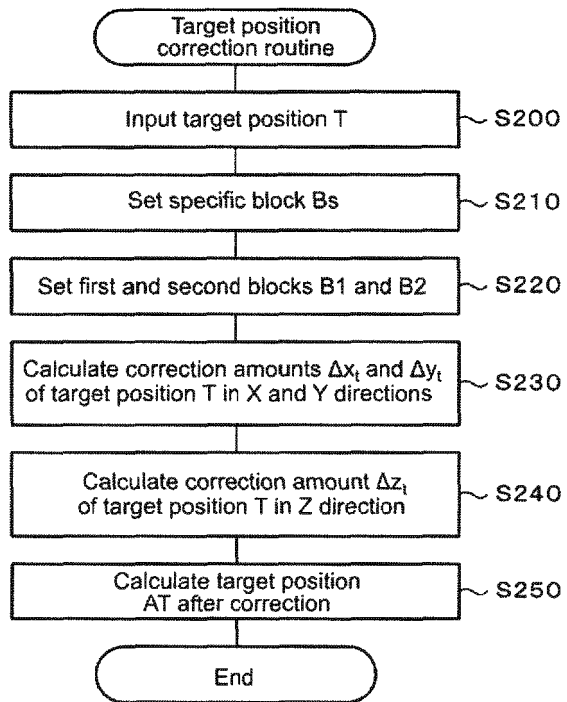 Target position
correction routine
Input target position T
S200
Set specific block Bs
S210
Set first and second blocks B1 and B2
S220
Calculate correction amounts Δxt and Δyt
of target position T in X and Y directions
S230
Calculate correction amount Δzt
of target position T in Z direction
S240
Calculate target position
AT after correction
S250
End